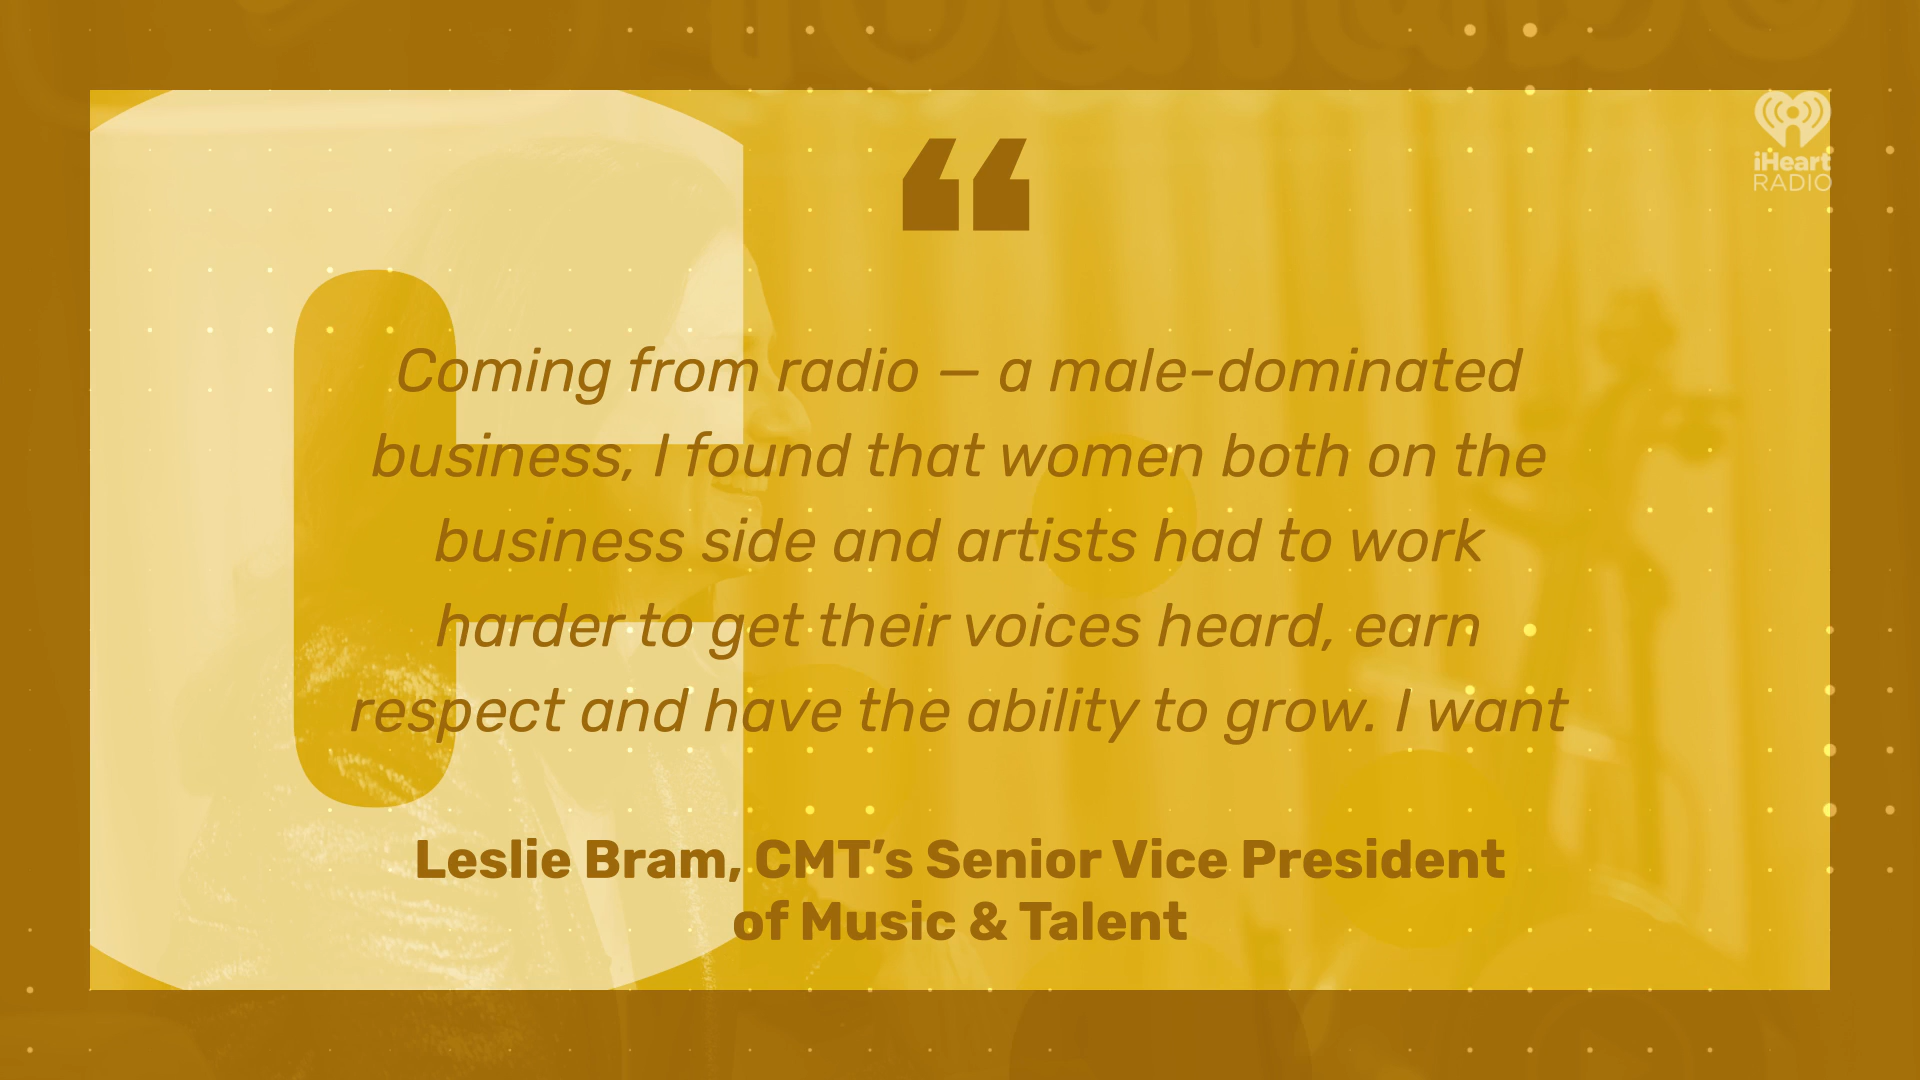 iHeart
RADIO
“
Coming from radio – a male-dominated
business, I found that women both on the
business side and artists had to work
harder to get their voices heard, earn
respect and have the ability to grow. I want
Leslie Bram, CMT’s Senior Vice President
of Music & Talent